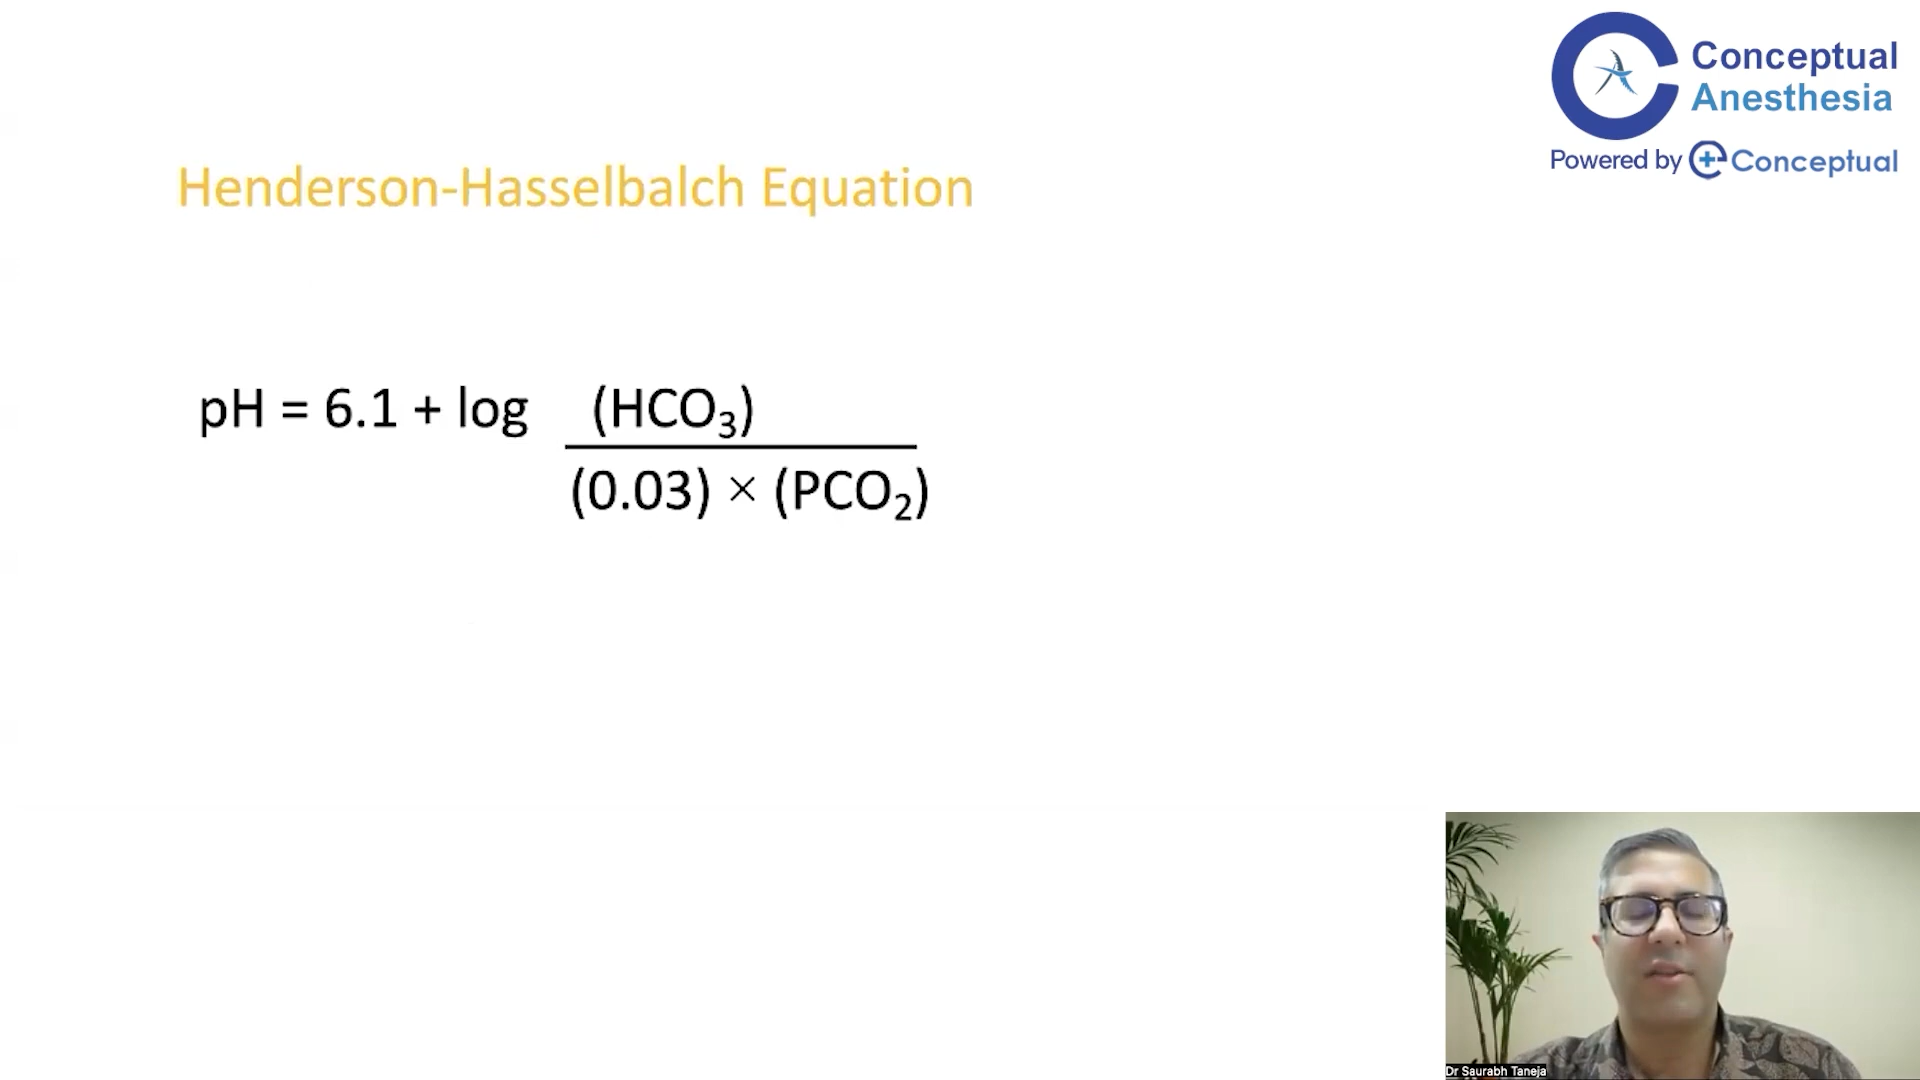 Conceptual
Anesthesia
Powered by Conceptual
Henderson-Hasselbalch Equation
pH = 6.1 + log (HCO₃)
(0.03) × (PCO₂)
Dr Saurabh Taneja